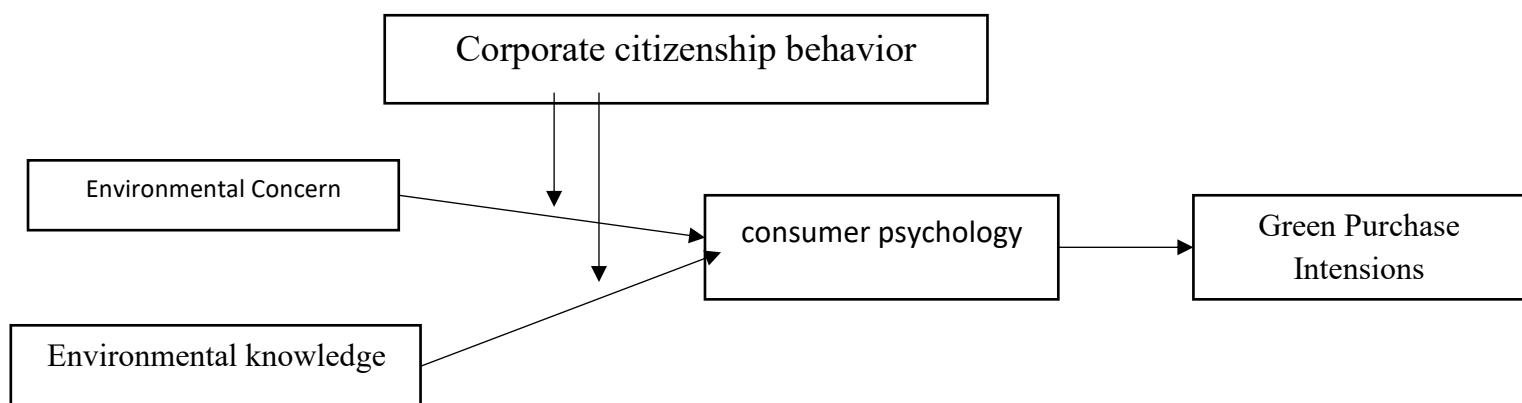 Corporate citizenship behavior
Environmental Concern
consumer psychology
Green Purchase
Intensions
Environmental knowledge